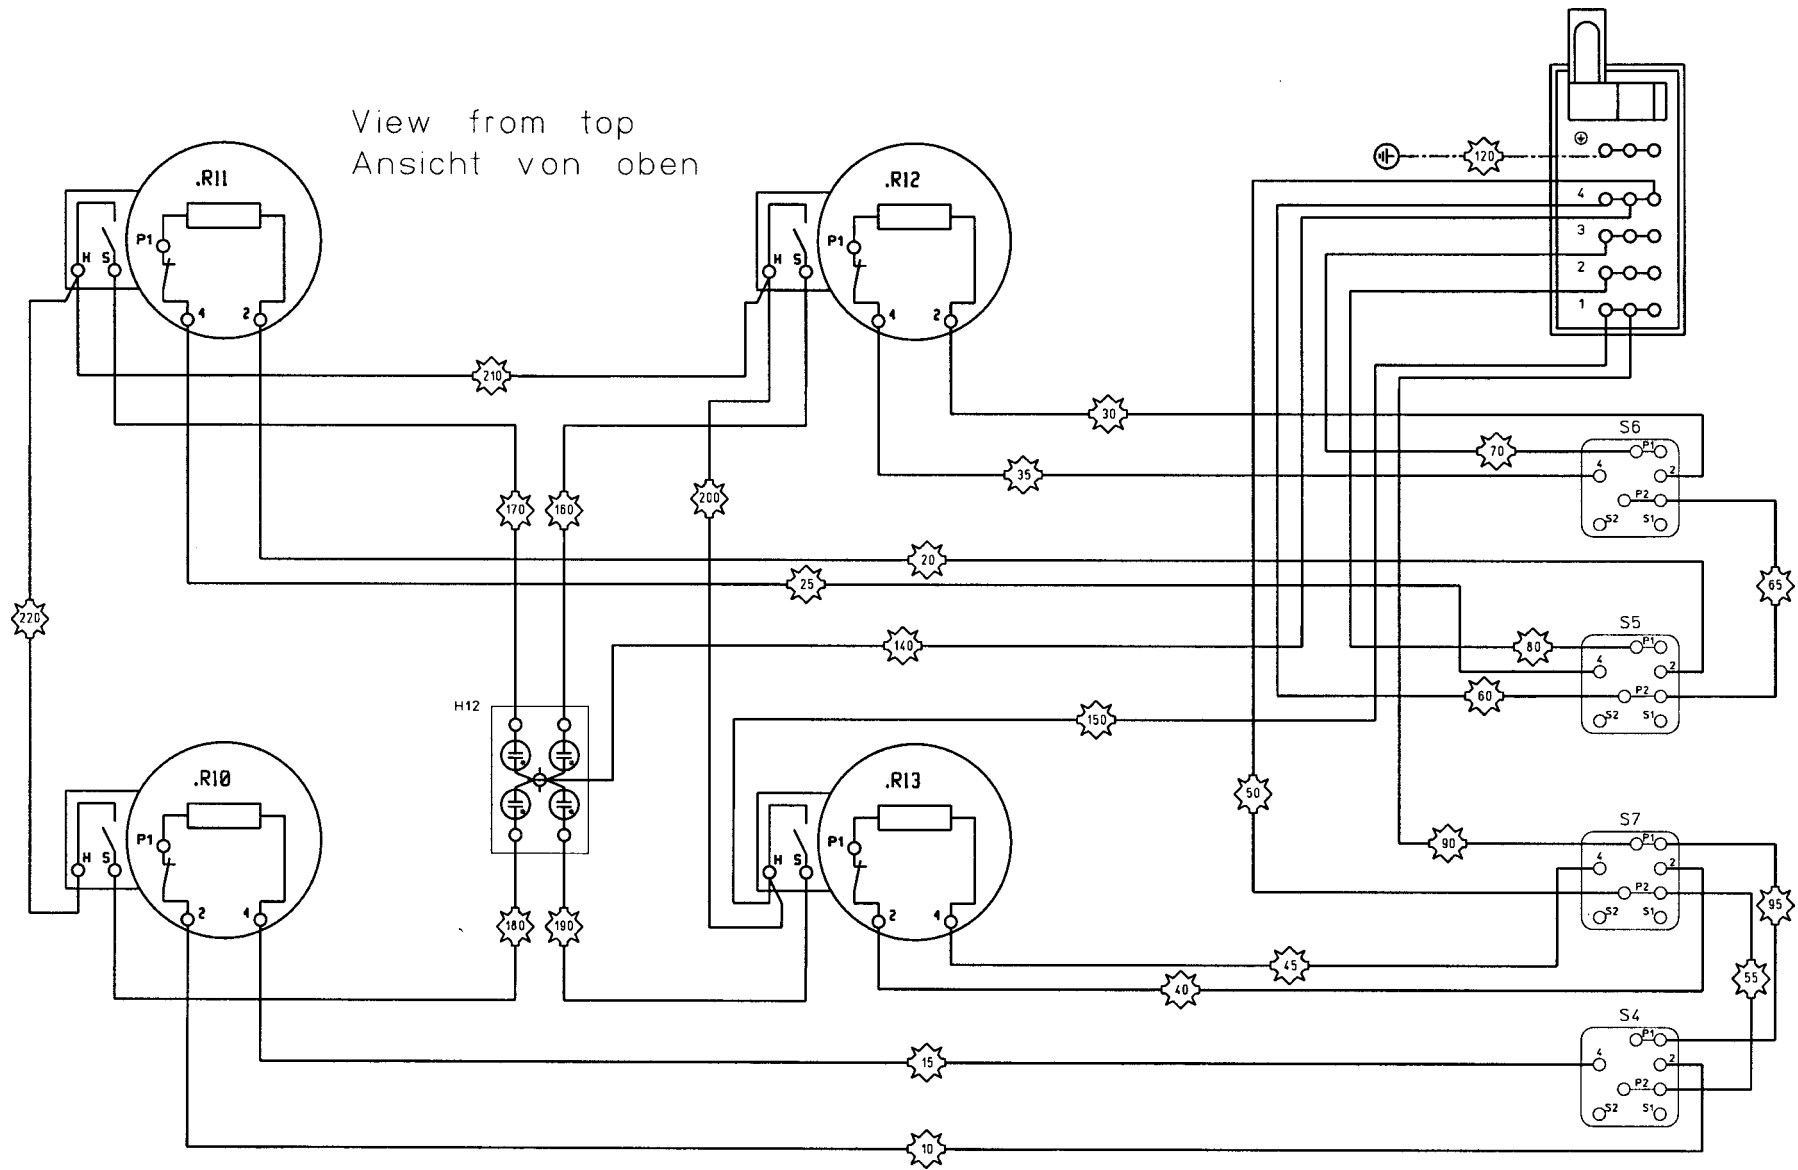 View from top
Ansicht von oben
.R11
P1
H S
4 2
.R12
P1
H S
4 2
120
4
3
2
1
210
30
S6
P1
70
4 2
35
P2
S2 S1
170 160 200
20
25
65
220
S5
P1
140 80
4 2
60 P2
S2 S1
H12
150
.R10
P1
H S
2 4
.R13
P1
H S
2 4
50
S7
P1
90
4 2
P2
S2 S1
95
180 190
45
40
55
S4
P1
15
4 2
P2
S2 S1
10